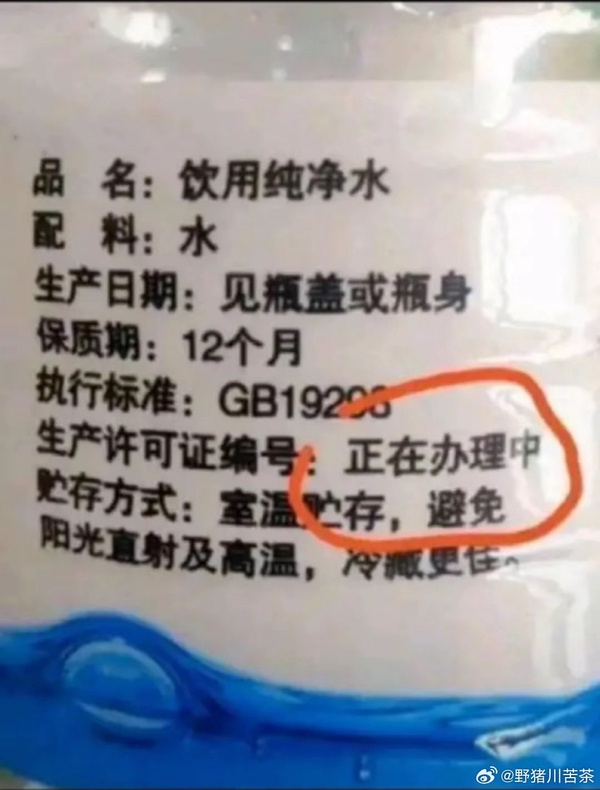 品 名：饮用纯净水
配 料：水
生产日期：见瓶盖或瓶身
保质期：12个月
执行标准：GB19298
生产许可证编号：正在办理中
贮存方式：室温贮存，避免
阳光直射及高温，冷藏更佳。
@野猪川苦茶